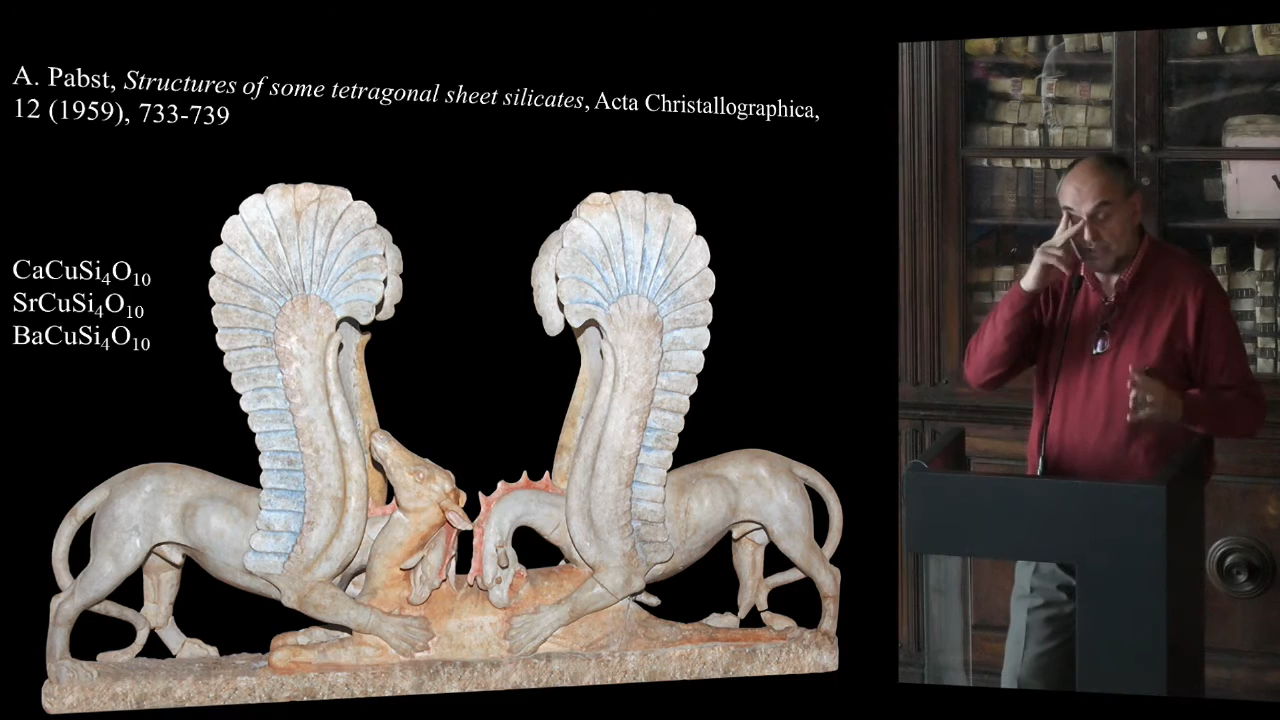 A. Pabst, Structures of some tetragonal sheet silicates, Acta Christallographica,
12 (1959), 733-739
CaCuSi₄O₁₀
SrCuSi₄O₁₀
BaCuSi₄O₁₀